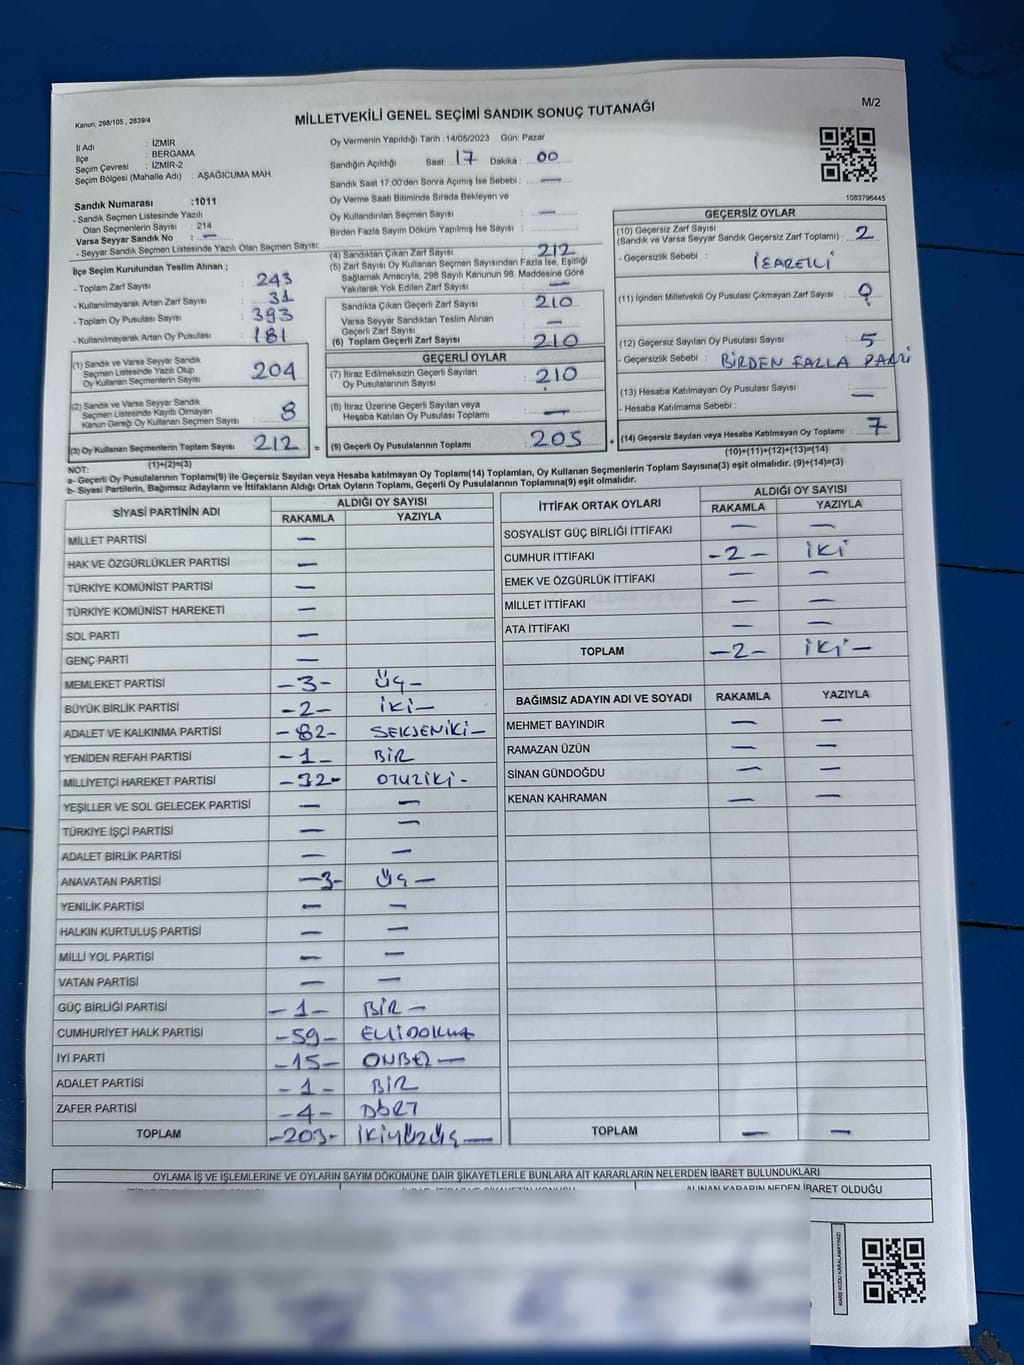 Kanun, 298/105 , 2839/4
MİLLETVEKİLİ GENEL SEÇİMİ SANDIK SONUÇ TUTANAĞI
M/2
İl Adı : İZMİR
İlçe : BERGAMA
Seçim Çevresi : İZMİR-2
Seçim Bölgesi (Mahalle Adı) : AŞAĞICUMA MAH.
Sandık Numarası :1011
- Sandık Seçmen Listesinde Yazılı
Olan Seçmenlerin Sayısı : 214
Varsa Seyyar Sandık No : —
- Seyyar Sandık Seçmen Listesinde Yazılı Olan Seçmen Sayısı:
Oy Vermenin Yapıldığı Tarih :14/05/2023 Gün: Pazar
Sandığın Açıldığı Saat: 17 Dakika : 00
Sandık Saat 17:00'den Sonra Açılmış İse Sebebi : —
Oy Verme Saati Bitiminde Sırada Bekleyen ve
Oy Kullandırılan Seçmen Sayısı : —
Birden Fazla Sayım Döküm Yapılmış İse Sebebi :
1083796445
İlçe Seçim Kurulundan Teslim Alınan ;
- Toplam Zarf Sayısı : 243
- Kullanılmayarak Artan Zarf Sayısı : 31
- Toplam Oy Pusulası Sayısı : 393
- Kullanılmayarak Artan Oy Pusulası : 181
(1) Sandık ve Varsa Seyyar Sandık
Seçmen Listesinde Yazılı Olup
Oy Kullanan Seçmenlerin Sayısı : 204
(2) Sandık ve Varsa Seyyar Sandık
Seçmen Listesinde Kayıtlı Olmayan
Kanun Gereği Oy Kullanan Seçmen Sayısı : 8
(3) Oy Kullanan Seçmenlerin Toplam Sayısı : 212
(1)+(2)=(3)
(4) Sandıktan Çıkan Zarf Sayısı : 212
(5) Zarf Sayısı Oy Kullanan Seçmen Sayısından Fazla İse, Eşitliği
Sağlamak Amacıyla, 298 Sayılı Kanunun 98. Maddesine Göre
Yakılarak Yok Edilen Zarf Sayısı : —
Sandıkta Çıkan Geçerli Zarf Sayısı : 210
Varsa Seyyar Sandıktan Teslim Alınan
Geçerli Zarf Sayısı : —
(6) Toplam Geçerli Zarf Sayısı : 210
GEÇERLİ OYLAR
(7) İtiraz Edilmeksizin Geçerli Sayılan
Oy Pusulalarının Sayısı : 210
(8) İtiraz Üzerine Geçerli Sayılan veya
Hesaba Katılan Oy Pusulası Toplamı : —
= (9) Geçerli Oy Pusulalarının Toplamı : 205
GEÇERSİZ OYLAR
(10) Geçersiz Zarf Sayısı
(Sandık ve Varsa Seyyar Sandık Geçersiz Zarf Toplamı) : 2
- Geçersizlik Sebebi : İŞARETLİ
(11) İçinden Milletvekili Oy Pusulası Çıkmayan Zarf Sayısı :
(12) Geçersiz Sayılan Oy Pusulası Sayısı : 5
- Geçersizlik Sebebi : BİRDEN FAZLA PARTİ
(13) Hesaba Katılmayan Oy Pusulası Sayısı : —
- Hesaba Katılmama Sebebi :
+ (14) Geçersiz Sayılan veya Hesaba Katılmayan Oy Toplamı : 7
(10)+(11)+(12)+(13)=(14)
NOT:
a- Geçerli Oy Pusulalarının Toplamı(9) ile Geçersiz Sayılan veya Hesaba katılmayan Oy Toplamı(14) Toplamları, Oy Kullanan Seçmenlerin Toplam Sayısına(3) eşit olmalıdır. (9)+(14)=(3)
b- Siyasi Partilerin, Bağımsız Adayların ve İttifakların Aldığı Ortak Oyların Toplamı, Geçerli Oy Pusulalarının Toplamına(9) eşit olmalıdır.
SİYASİ PARTİNİN ADI ALDIĞI OY SAYISI
RAKAMLA YAZIYLA
MİLLET PARTİSİ —
HAK VE ÖZGÜRLÜKLER PARTİSİ —
TÜRKİYE KOMÜNİST PARTİSİ —
TÜRKİYE KOMÜNİST HAREKETİ —
SOL PARTİ —
GENÇ PARTİ —
MEMLEKET PARTİSİ —3— ÜÇ—
BÜYÜK BİRLİK PARTİSİ —2— İKİ—
ADALET VE KALKINMA PARTİSİ —82— SEKSENİKİ—
YENİDEN REFAH PARTİSİ —1— BİR
MİLLİYETÇİ HAREKET PARTİSİ —32— OTUZİKİ-
YEŞİLLER VE SOL GELECEK PARTİSİ — —
TÜRKİYE İŞÇİ PARTİSİ — —
ADALET BİRLİK PARTİSİ — —
ANAVATAN PARTİSİ —3— ÜÇ—
YENİLİK PARTİSİ — —
HALKIN KURTULUŞ PARTİSİ — —
MİLLİ YOL PARTİSİ — —
VATAN PARTİSİ — —
GÜÇ BİRLİĞİ PARTİSİ —1— BİR—
CUMHURİYET HALK PARTİSİ —59— ELLİDOKUZ
İYİ PARTİ —15— ONBEŞ—
ADALET PARTİSİ —1— BİR
ZAFER PARTİSİ —4— DÖRT
TOPLAM —203— İKİYÜZÜÇ—
İTTİFAK ORTAK OYLARI ALDIĞI OY SAYISI
RAKAMLA YAZIYLA
SOSYALİST GÜÇ BİRLİĞİ İTTİFAKI — —
CUMHUR İTTİFAKI —2— İKİ
EMEK VE ÖZGÜRLÜK İTTİFAKI — —
MİLLET İTTİFAKI — —
ATA İTTİFAKI — —
TOPLAM —2— İKİ—
BAĞIMSIZ ADAYIN ADI VE SOYADI RAKAMLA YAZIYLA
MEHMET BAYINDIR — —
RAMAZAN ÜZÜN — —
SİNAN GÜNDOĞDU — —
KENAN KAHRAMAN — —
TOPLAM — —
OYLAMA İŞ VE İŞLEMLERİNE VE OYLARIN SAYIM DÖKÜMÜNE DAİR ŞİKAYETLERLE BUNLARA AİT KARARLARIN NELERDEN İBARET BULUNDUKLARI
ALINAN KARARIN NEDEN İBARET OLDUĞU
KARE KODU KARALAMAYINIZ!